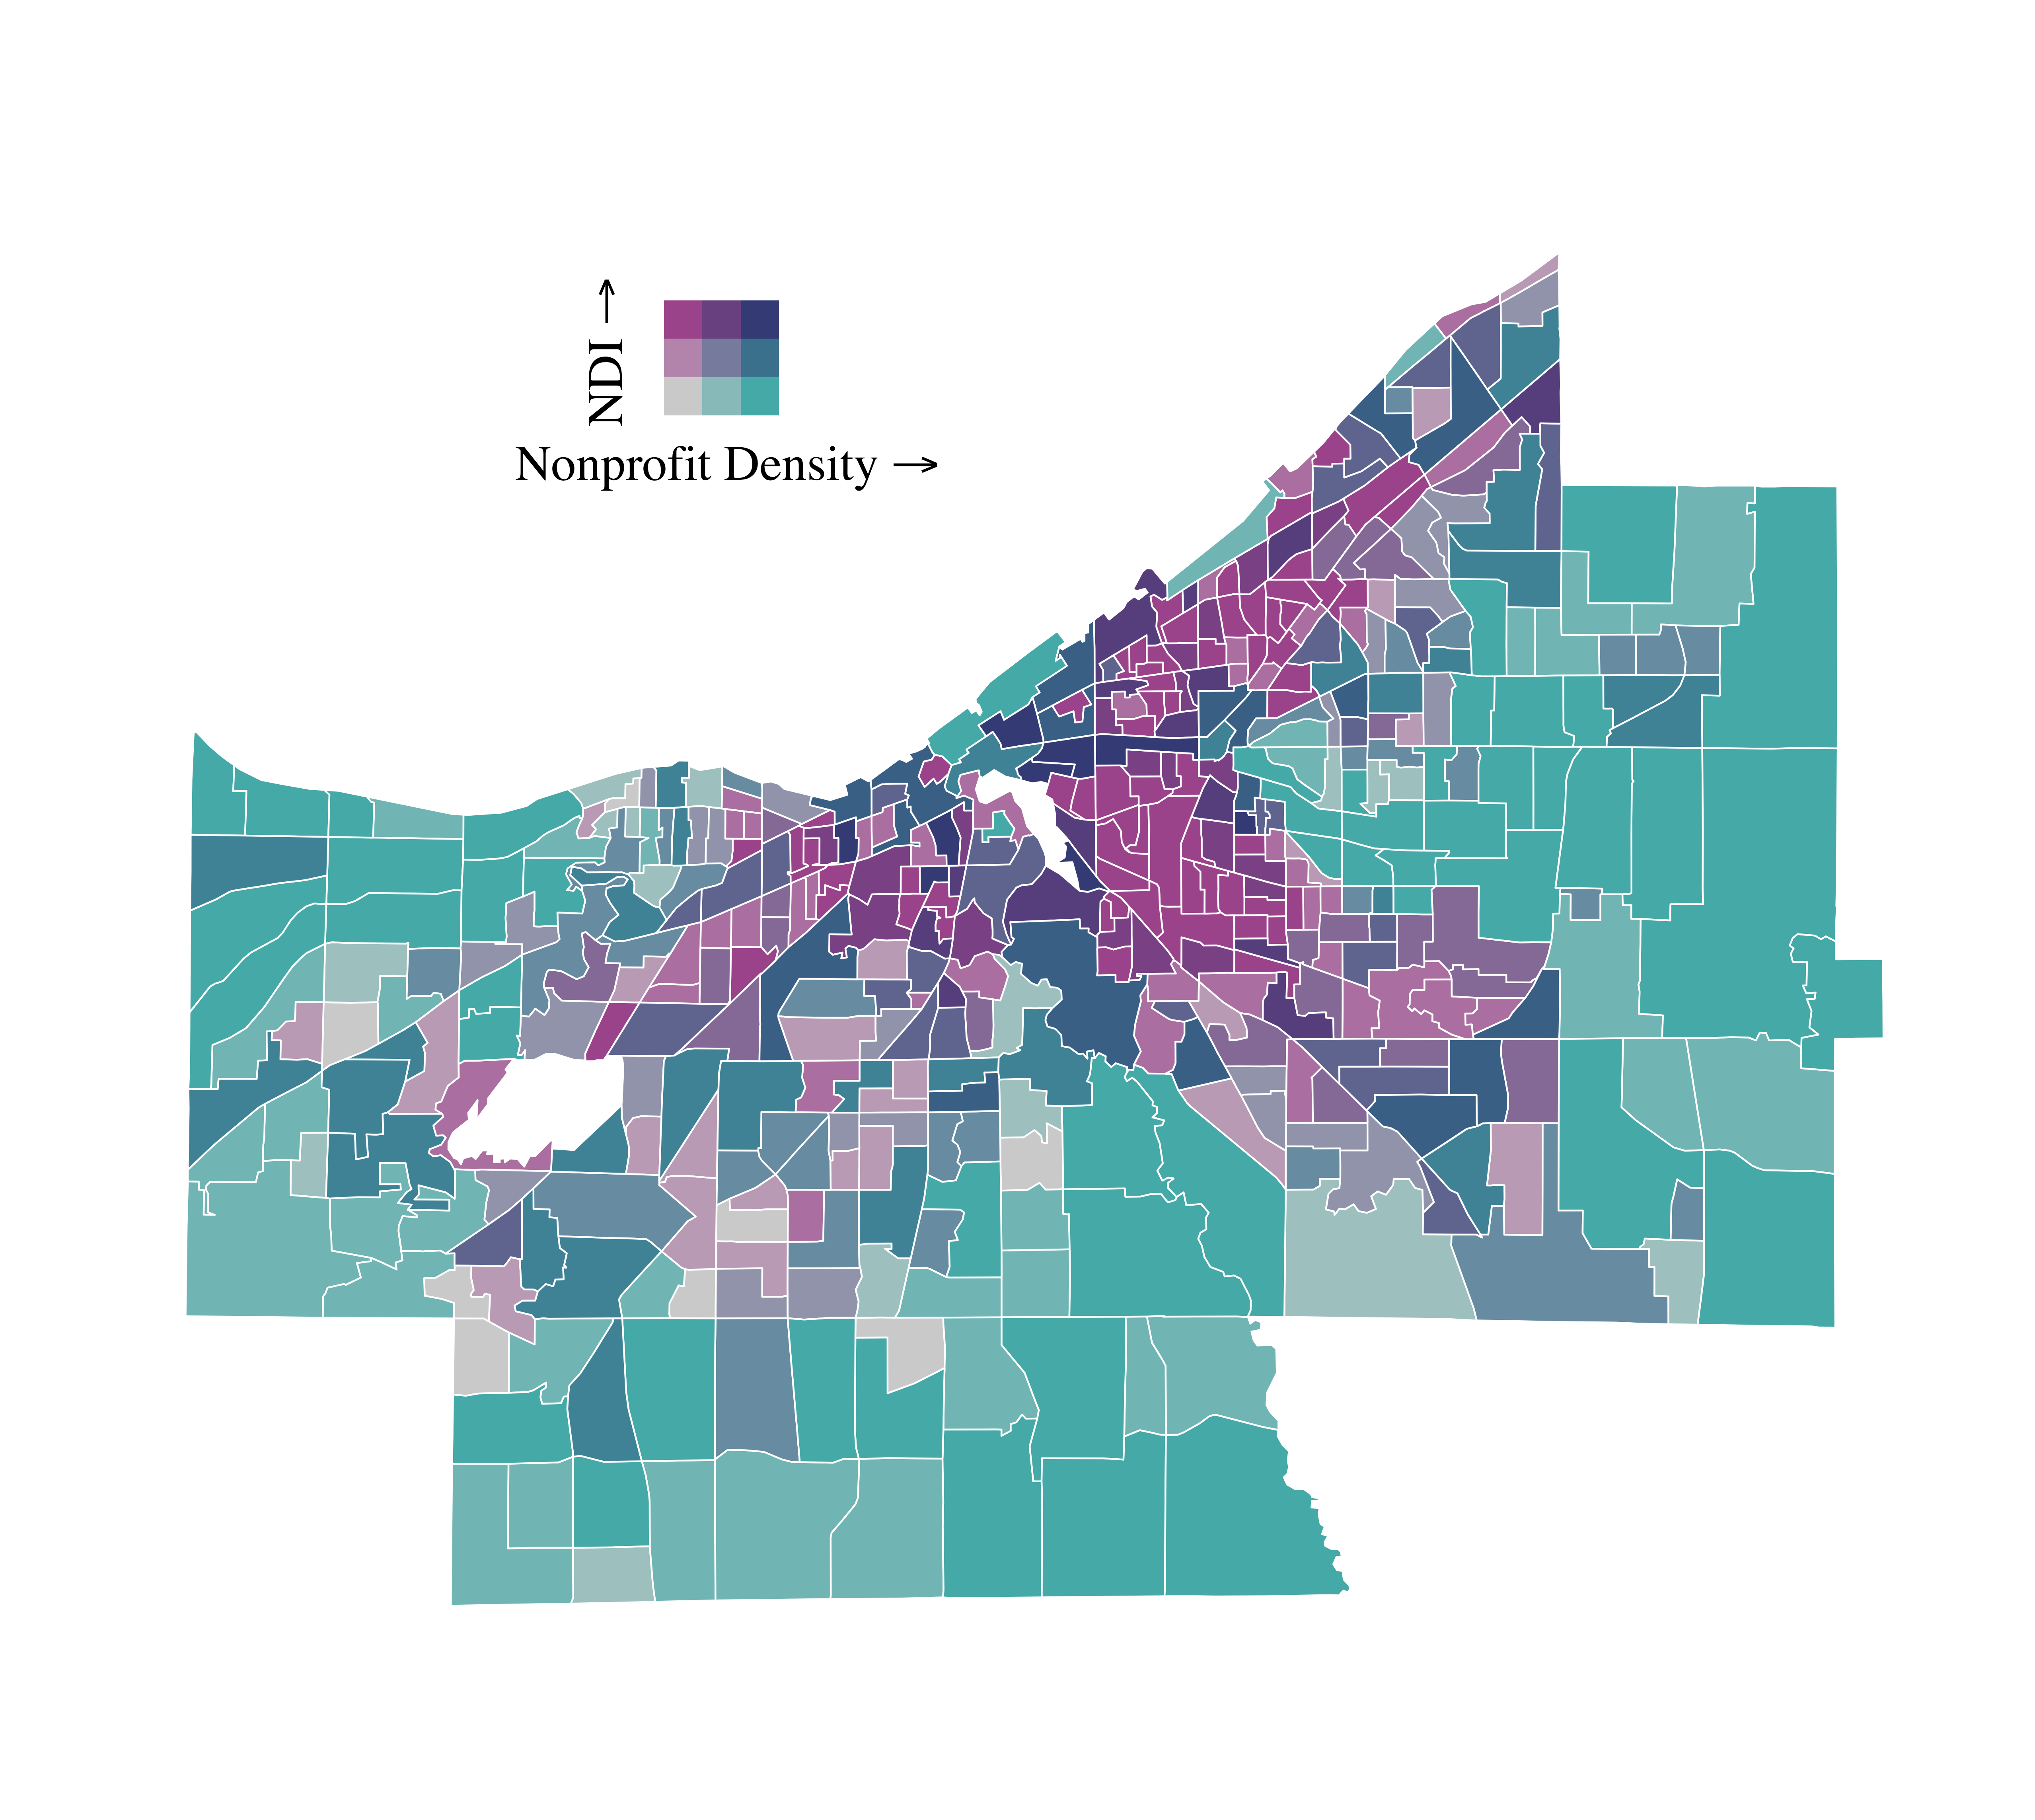 NDI →
Nonprofit Density →